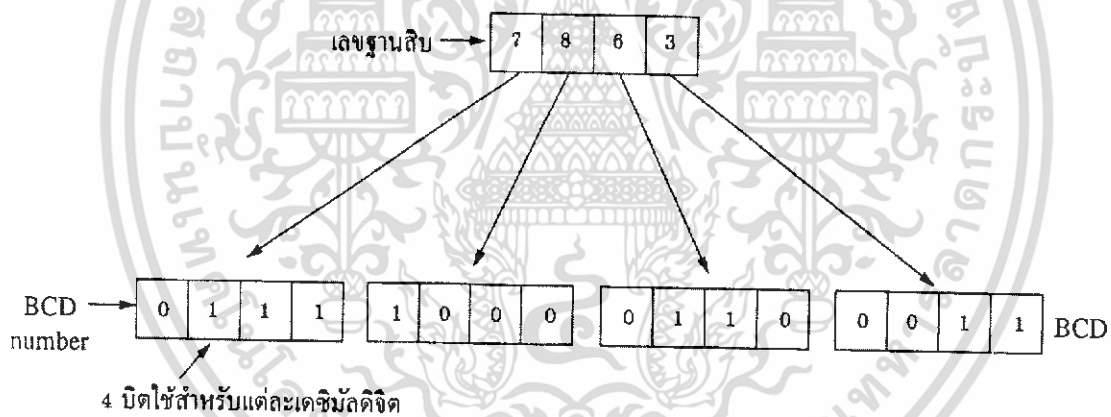 เลขฐานสิบ 7 8 6 3
BCD 0 1 1 1 1 0 0 0 0 1 1 0 0 0 1 1 BCD
number
4 บิตใช้สำหรับแต่ละเดซิมัลดิจิต